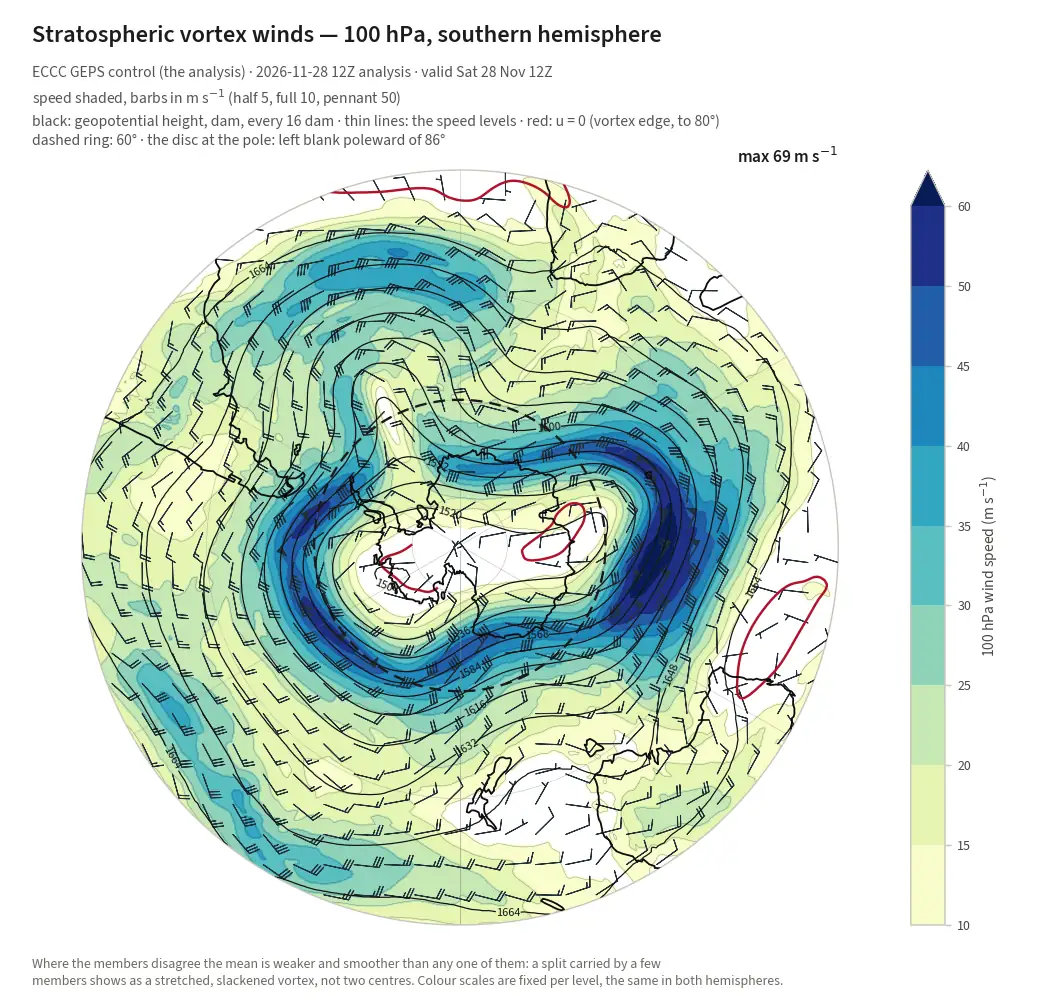 Stratospheric vortex winds — 100 hPa, southern hemisphere
ECCC GEPS control (the analysis) · 2026-11-28 12Z analysis · valid Sat 28 Nov 12Z
speed shaded, barbs in m s⁻¹ (half 5, full 10, pennant 50)
black: geopotential height, dam, every 16 dam · thin lines: the speed levels · red: u = 0 (vortex edge, to 80°)
dashed ring: 60° · the disc at the pole: left blank poleward of 86°
max 69 m s⁻¹
60
50
45
40
35
30
25
20
15
10
100 hPa wind speed (m s⁻¹)
1664
1520
1568
1584
1616
1632
1648
1664
1664
1664
Where the members disagree the mean is weaker and smoother than any one of them: a split carried by a few
members shows as a stretched, slackened vortex, not two centres. Colour scales are fixed per level, the same in both hemispheres.